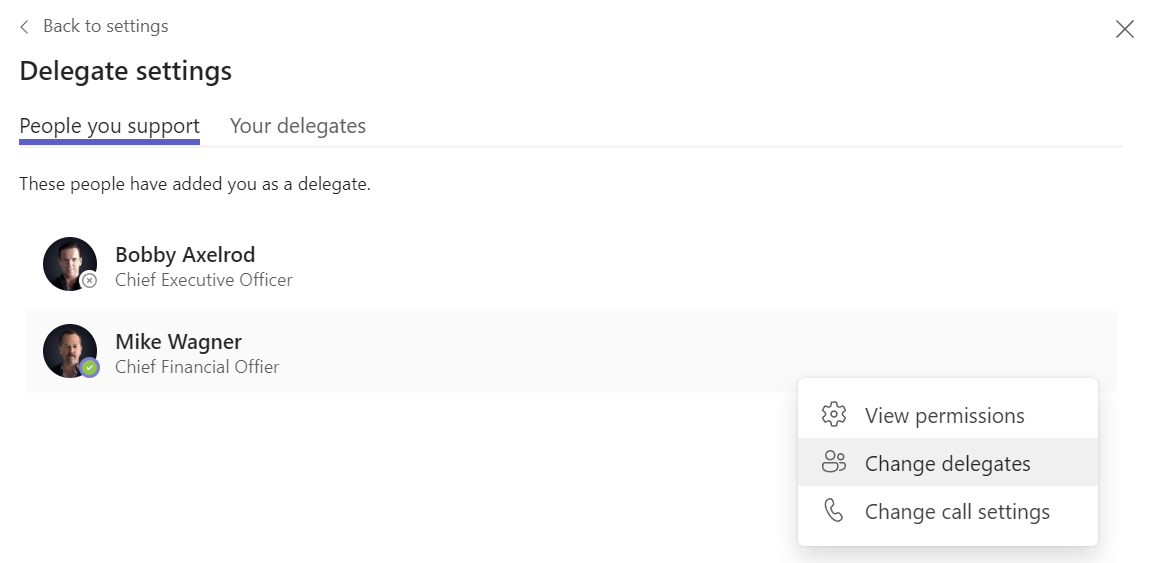 Back to settings
Delegate settings
People you support
Your delegates
These people have added you as a delegate.
Bobby Axelrod
Chief Executive Officer
Mike Wagner
Chief Financial Offier
View permissions
Change delegates
Change call settings